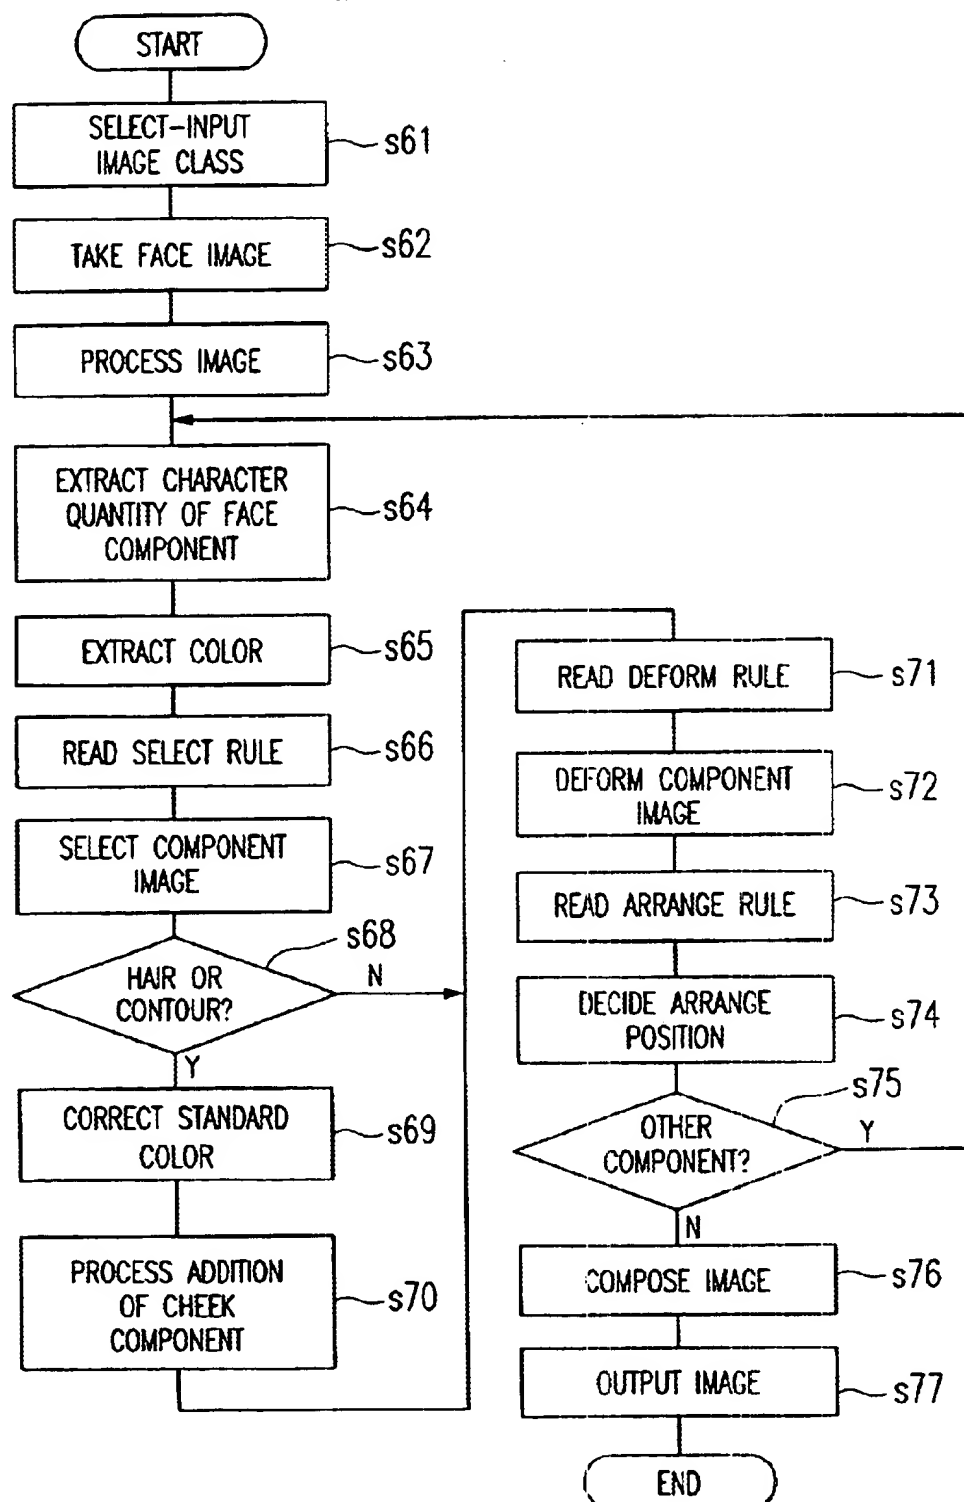 START
SELECT-INPUT
IMAGE CLASS
s61
TAKE FACE IMAGE
s62
PROCESS IMAGE
s63
EXTRACT CHARACTER
QUANTITY OF FACE
COMPONENT
s64
EXTRACT COLOR
s65
READ SELECT RULE
s66
SELECT COMPONENT
IMAGE
s67
HAIR OR
CONTOUR?
s68
N
Y
CORRECT STANDARD
COLOR
s69
PROCESS ADDITION
OF CHEEK
COMPONENT
s70
READ DEFORM RULE
s71
DEFORM COMPONENT
IMAGE
s72
READ ARRANGE RULE
s73
DECIDE ARRANGE
POSITION
s74
OTHER
COMPONENT?
s75
Y
N
COMPOSE IMAGE
s76
OUTPUT IMAGE
s77
END